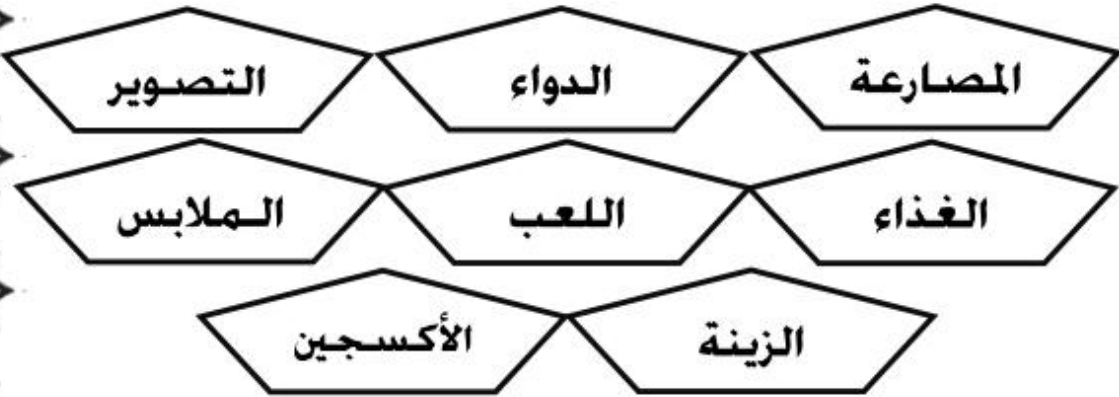 المصارعة الدواء التصوير
الغذاء اللعب الملابس
الزينة الأكسجين